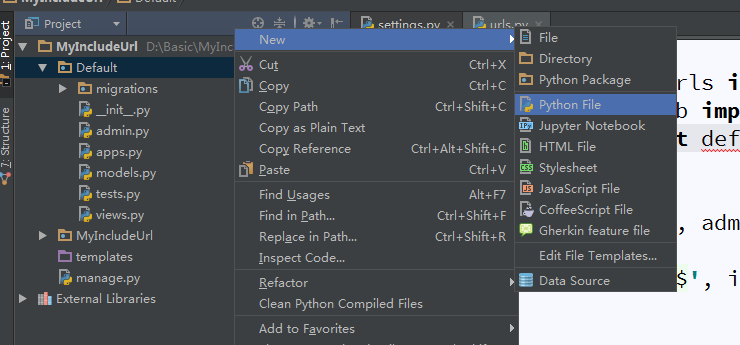 MyIncludeUrl Default
Project
settings.py
urls.py
1: Project
7: Structure
MyIncludeUrl D:\Basic\MyInc
Default
migrations
__init__.py
admin.py
apps.py
models.py
tests.py
views.py
MyIncludeUrl
templates
manage.py
External Libraries
New
Cut Ctrl+X
Copy Ctrl+C
Copy Path Ctrl+Shift+C
Copy as Plain Text
Copy Reference Ctrl+Alt+Shift+C
Paste Ctrl+V
Find Usages Alt+F7
Find in Path... Ctrl+Shift+F
Replace in Path... Ctrl+Shift+R
Inspect Code...
Refactor
Clean Python Compiled Files
Add to Favorites
File
Directory
Python Package
Python File
Jupyter Notebook
HTML File
Stylesheet
JavaScript File
CoffeeScript File
Gherkin feature file
Edit File Templates...
Data Source
rls i
b imp
t def
, adm
$', i